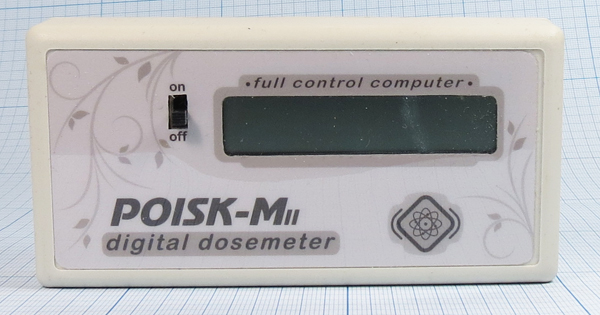 on
• full control computer •
off
POISK-MII
digital dosemeter